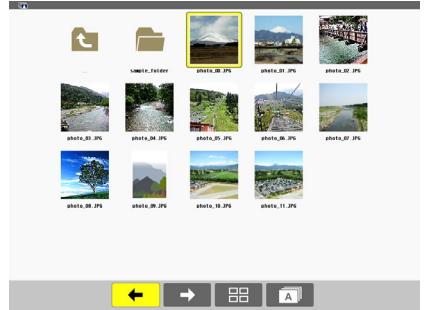 ..
sample_folder photo_00.JPG photo_01.JPG photo_02.JPG
photo_03.JPG photo_04.JPG photo_05.JPG photo_06.JPG photo_07.JPG
photo_08.JPG photo_09.JPG photo_10.JPG photo_11.JPG
A